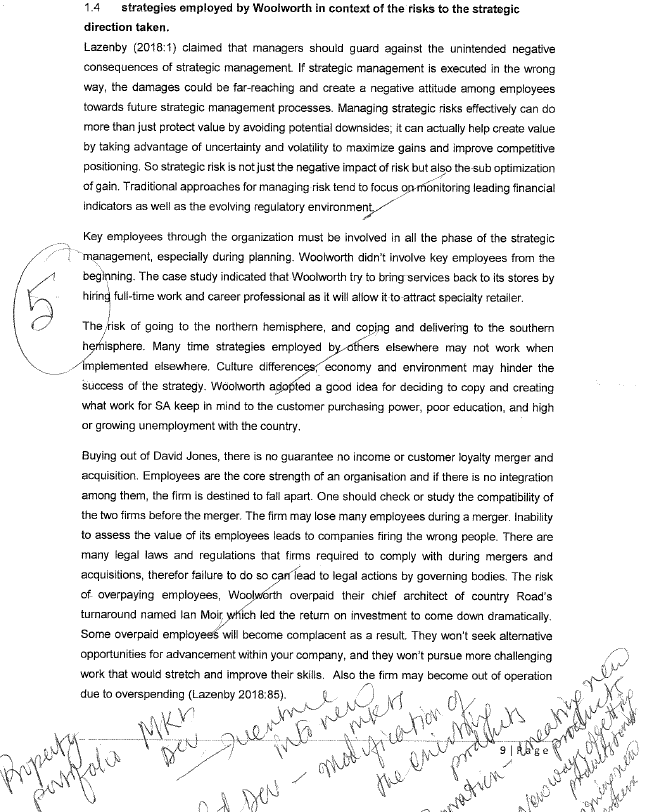 1.4 strategies employed by Woolworth in context of the risks to the strategic
direction taken.
Lazenby (2018:1) claimed that managers should guard against the unintended negative
consequences of strategic management. If strategic management is executed in the wrong
way, the damages could be far-reaching and create a negative attitude among employees
towards future strategic management processes. Managing strategic risks effectively can do
more than just protect value by avoiding potential downsides; it can actually help create value
by taking advantage of uncertainty and volatility to maximize gains and improve competitive
positioning. So strategic risk is not just the negative impact of risk but also the sub optimization
of gain. Traditional approaches for managing risk tend to focus on monitoring leading financial
indicators as well as the evolving regulatory environment.
Key employees through the organization must be involved in all the phase of the strategic
management, especially during planning. Woolworth didn't involve key employees from the
beginning. The case study indicated that Woolworth try to bring services back to its stores by
hiring full-time work and career professional as it will allow it to attract specialty retailer.
5
The risk of going to the northern hemisphere, and coping and delivering to the southern
hemisphere. Many time strategies employed by others elsewhere may not work when
implemented elsewhere. Culture differences, economy and environment may hinder the
success of the strategy. Woolworth adopted a good idea for deciding to copy and creating
what work for SA keep in mind to the customer purchasing power, poor education, and high
or growing unemployment with the country.
Buying out of David Jones, there is no guarantee no income or customer loyalty merger and
acquisition. Employees are the core strength of an organisation and if there is no integration
among them, the firm is destined to fall apart. One should check or study the compatibility of
the two firms before the merger. The firm may lose many employees during a merger. Inability
to assess the value of its employees leads to companies firing the wrong people. There are
many legal laws and regulations that firms required to comply with during mergers and
acquisitions, therefor failure to do so can lead to legal actions by governing bodies. The risk
of overpaying employees, Woolworth overpaid their chief architect of country Road's
turnaround named Ian Moir which led the return on investment to come down dramatically.
Some overpaid employees will become complacent as a result. They won't seek alternative
opportunities for advancement within your company, and they won't pursue more challenging
work that would stretch and improve their skills. Also the firm may become out of operation
due to overspending (Lazenby 2018:85).
Property
portfolio
MKt
Dev
into new
mkts
Dev – modification of
the existing
products
9 | Page
creating new
products